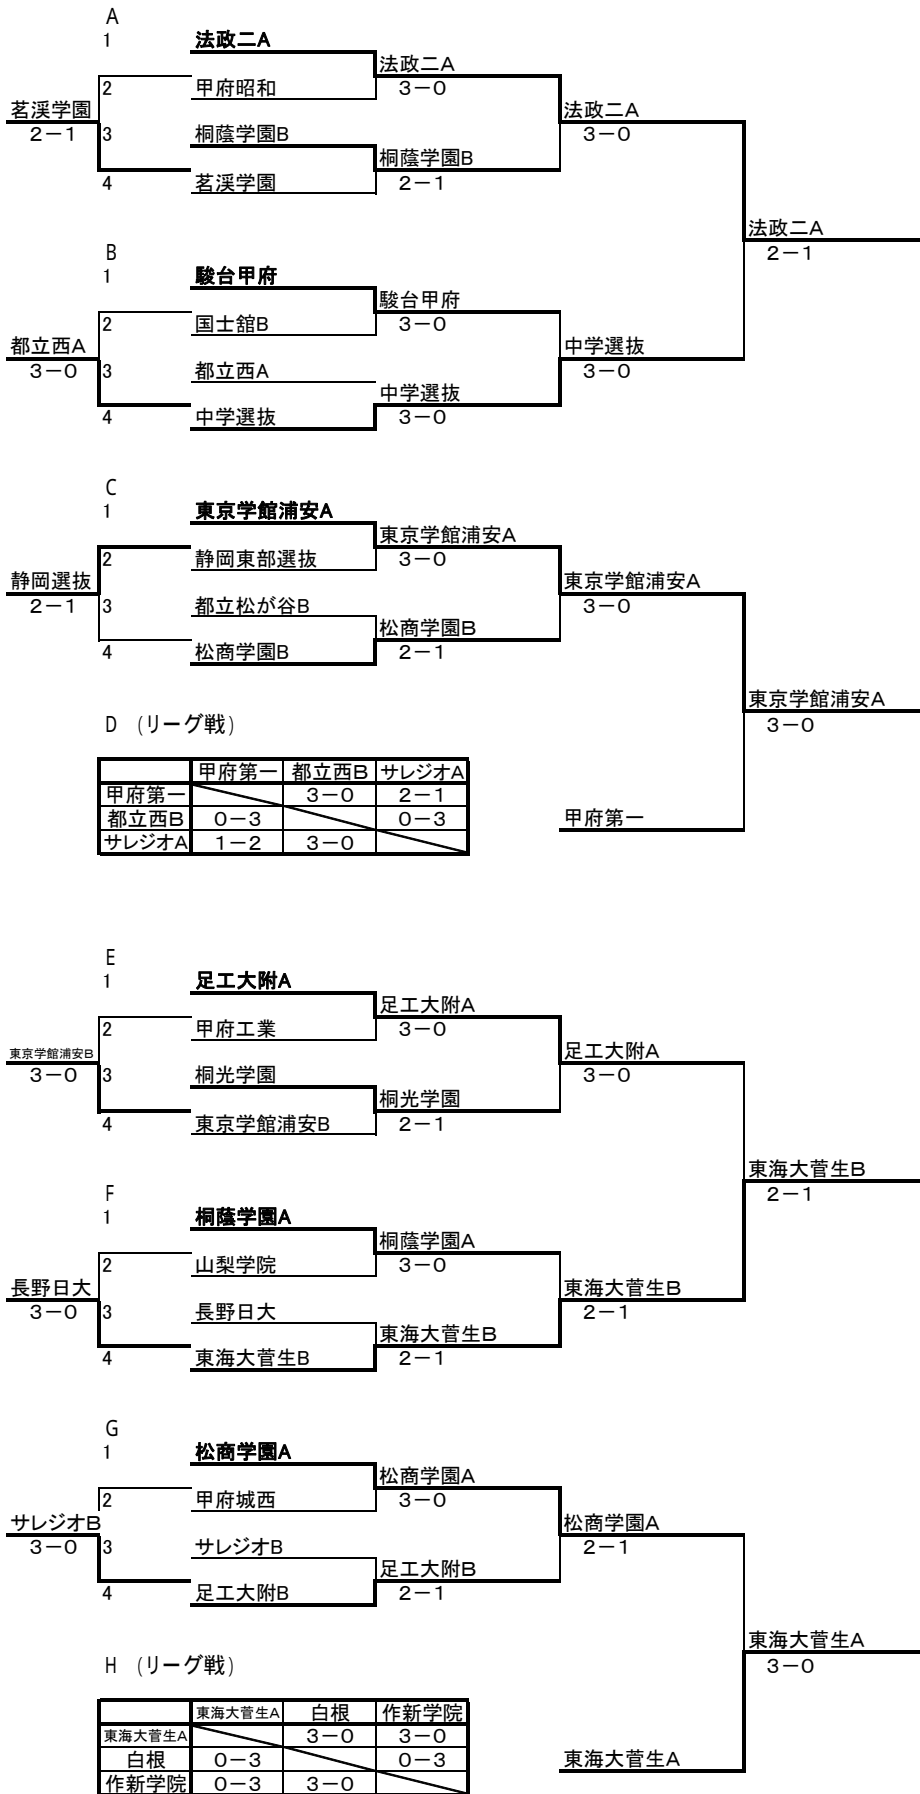 A
1 法政二A
法政二A
2 甲府昭和 3－0
茗渓学園 法政二A
2－1 3 桐蔭学園B 3－0
桐蔭学園B
4 茗渓学園 2－1
法政二A
2－1
B
1 駿台甲府
駿台甲府
2 国士舘B 3－0
都立西A 中学選抜
3－0 3 都立西A 3－0
中学選抜
4 中学選抜 3－0
C
1 東京学館浦安A
東京学館浦安A
2 静岡東部選抜 3－0
静岡選抜 東京学館浦安A
2－1 3 都立松が谷B 3－0
松商学園B
4 松商学園B 2－1
東京学館浦安A
D (リーグ戦) 3－0
甲府第一 都立西B サレジオA
甲府第一 3－0 2－1
都立西B 0－3 0－3 甲府第一
サレジオA 1－2 3－0
E
1 足工大附A
足工大附A
2 甲府工業 3－0
東京学館浦安B 足工大附A
3－0 3 桐光学園 3－0
桐光学園
4 東京学館浦安B 2－1
東海大菅生B
2－1
F
1 桐蔭学園A
桐蔭学園A
2 山梨学院 3－0
長野日大 東海大菅生B
3－0 3 長野日大 2－1
東海大菅生B
4 東海大菅生B 2－1
G
1 松商学園A
松商学園A
2 甲府城西 3－0
サレジオB 松商学園A
3－0 3 サレジオB 2－1
足工大附B
4 足工大附B 2－1
東海大菅生A
H (リーグ戦) 3－0
東海大菅生A 白根 作新学院
東海大菅生A 3－0 3－0
白根 0－3 0－3 東海大菅生A
作新学院 0－3 3－0